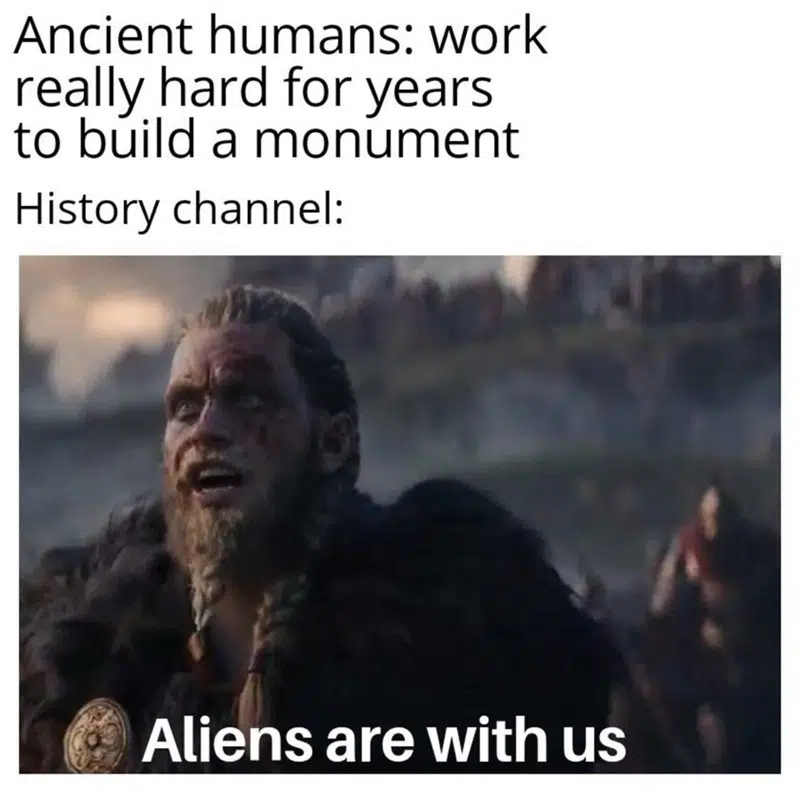 Ancient humans: work
really hard for years
to build a monument
History channel:
Aliens are with us